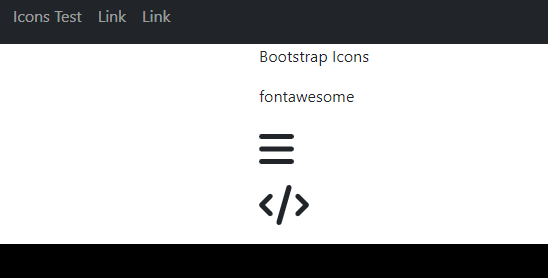 Icons Test Link Link
Bootstrap Icons
fontawesome